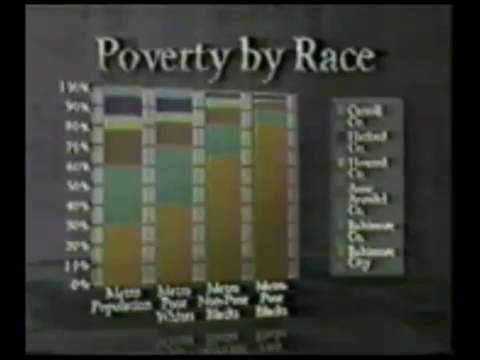 Poverty by Race
100%
90%
80%
70%
60%
50%
40%
30%
20%
10%
0%
Metro
Population
Metro
Poor
Whites
Metro
Non-Poor
Blacks
Metro
Poor
Blacks
Carroll
Co.
Harford
Co.
Howard
Co.
Anne
Arundel
Co.
Baltimore
Co.
Baltimore
City